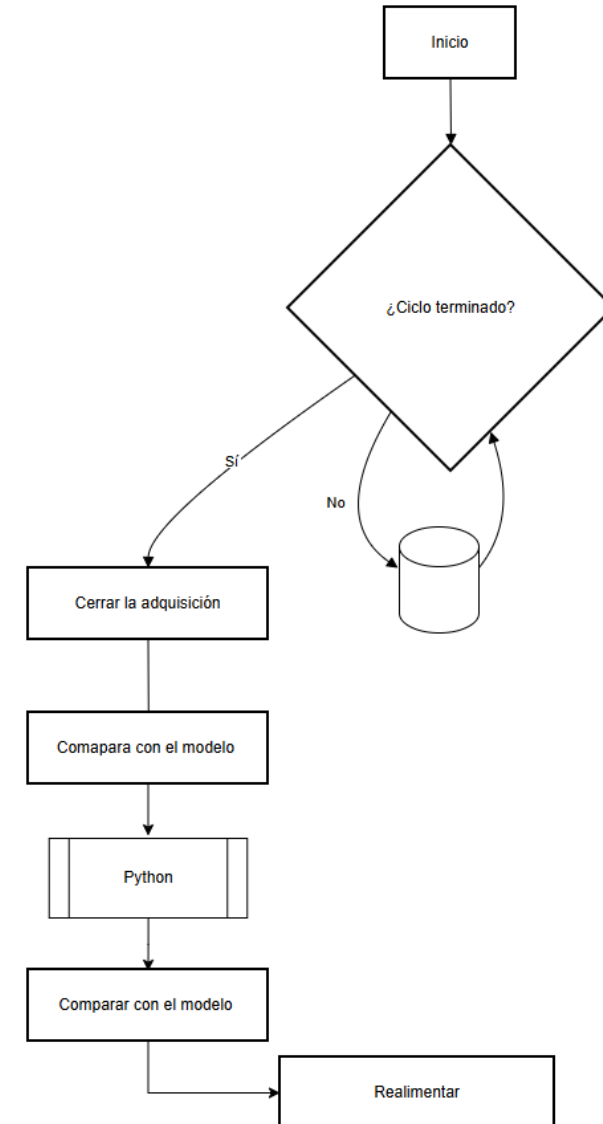 Inicio
¿Ciclo terminado?
Sí
No
Cerrar la adquisición
Comapara con el modelo
Python
Comparar con el modelo
Realimentar